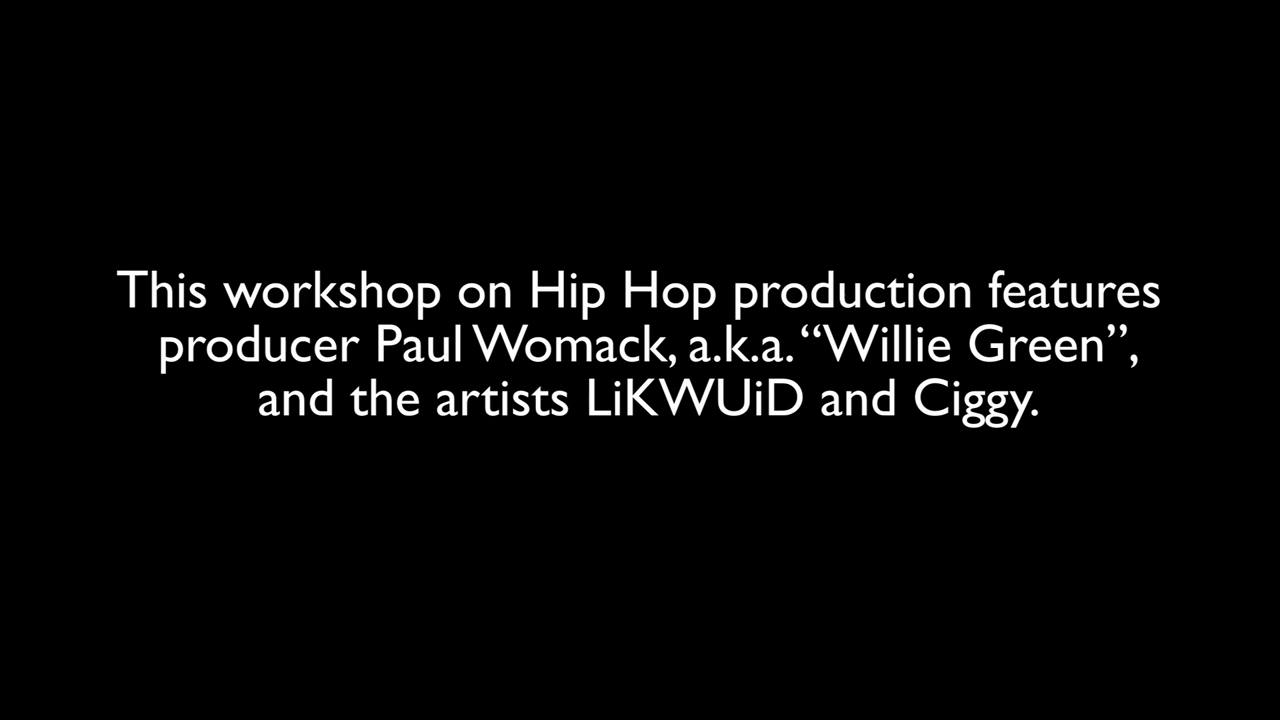 This workshop on Hip Hop production features
producer Paul Womack, a.k.a. “Willie Green”,
and the artists LiKWUiD and Ciggy.